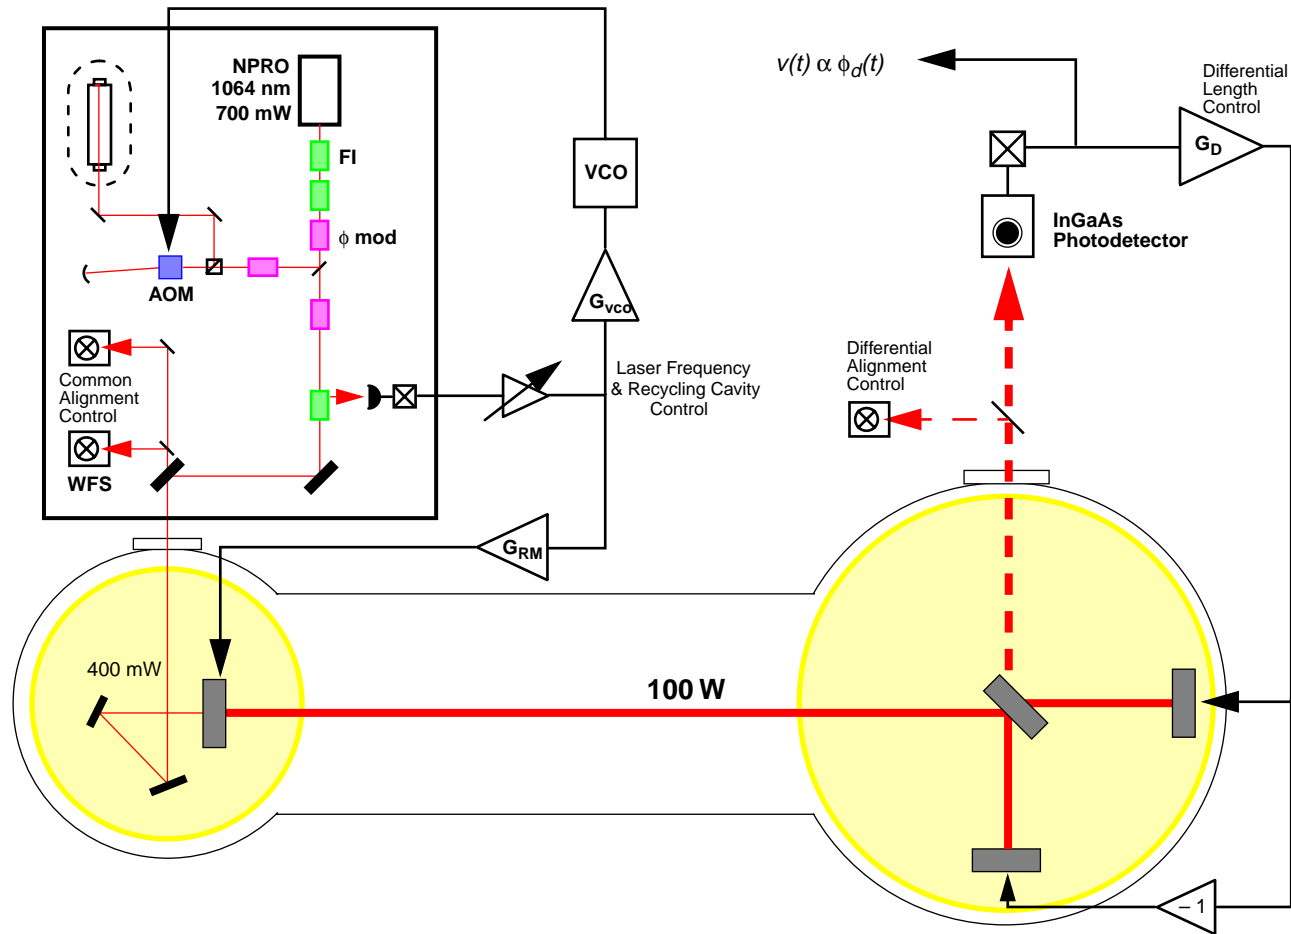 NPRO
1064 nm
700 mW
FI
ϕ mod
AOM
VCO
Gvco
Common
Alignment
Control
WFS
Laser Frequency
& Recycling Cavity
Control
GRM
v(t) α ϕd(t)
Differential
Length
Control
GD
InGaAs
Photodetector
Differential
Alignment
Control
400 mW
100 W
– 1